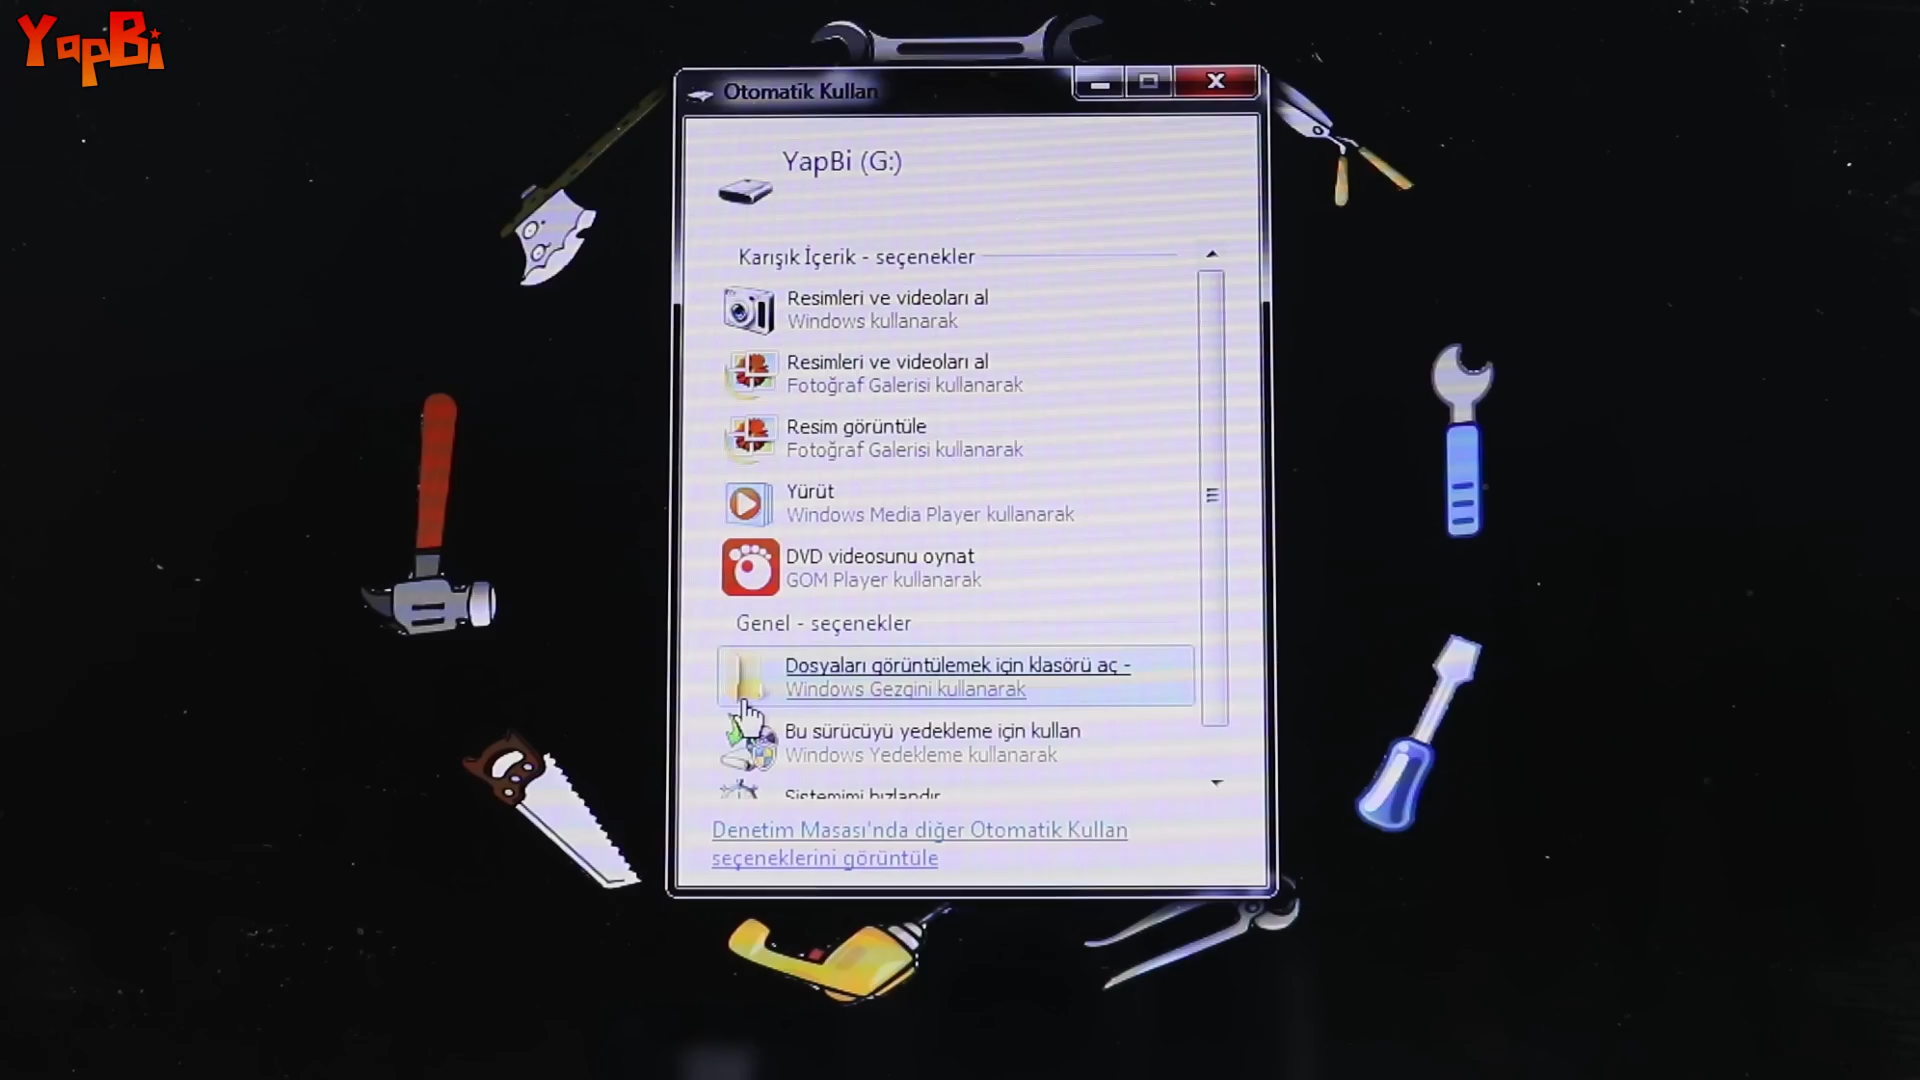 YapBi
Otomatik Kullan
YapBi (G:)
Karışık İçerik - seçenekler
Resimleri ve videoları al
Windows kullanarak
Resimleri ve videoları al
Fotoğraf Galerisi kullanarak
Resim görüntüle
Fotoğraf Galerisi kullanarak
Yürüt
Windows Media Player kullanarak
DVD videosunu oynat
GOM Player kullanarak
Genel - seçenekler
Dosyaları görüntülemek için klasörü aç -
Windows Gezgini kullanarak
Bu sürücüyü yedekleme için kullan
Windows Yedekleme kullanarak
Sistemimi hızlandır
Denetim Masası'nda diğer Otomatik Kullan
seçeneklerini görüntüle